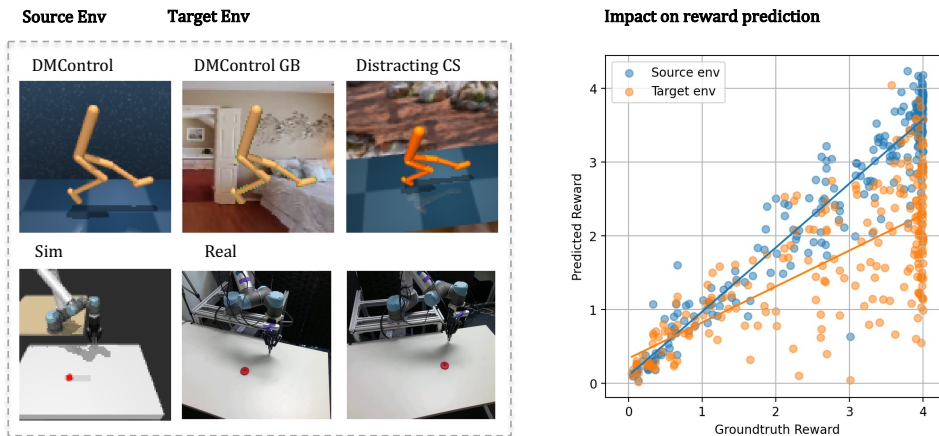 Source Env Target Env
DMControl DMControl GB Distracting CS
Sim Real
Impact on reward prediction
Source env
Target env
Predicted Reward
4
3
2
1
0
0 1 2 3 4
Groundtruth Reward